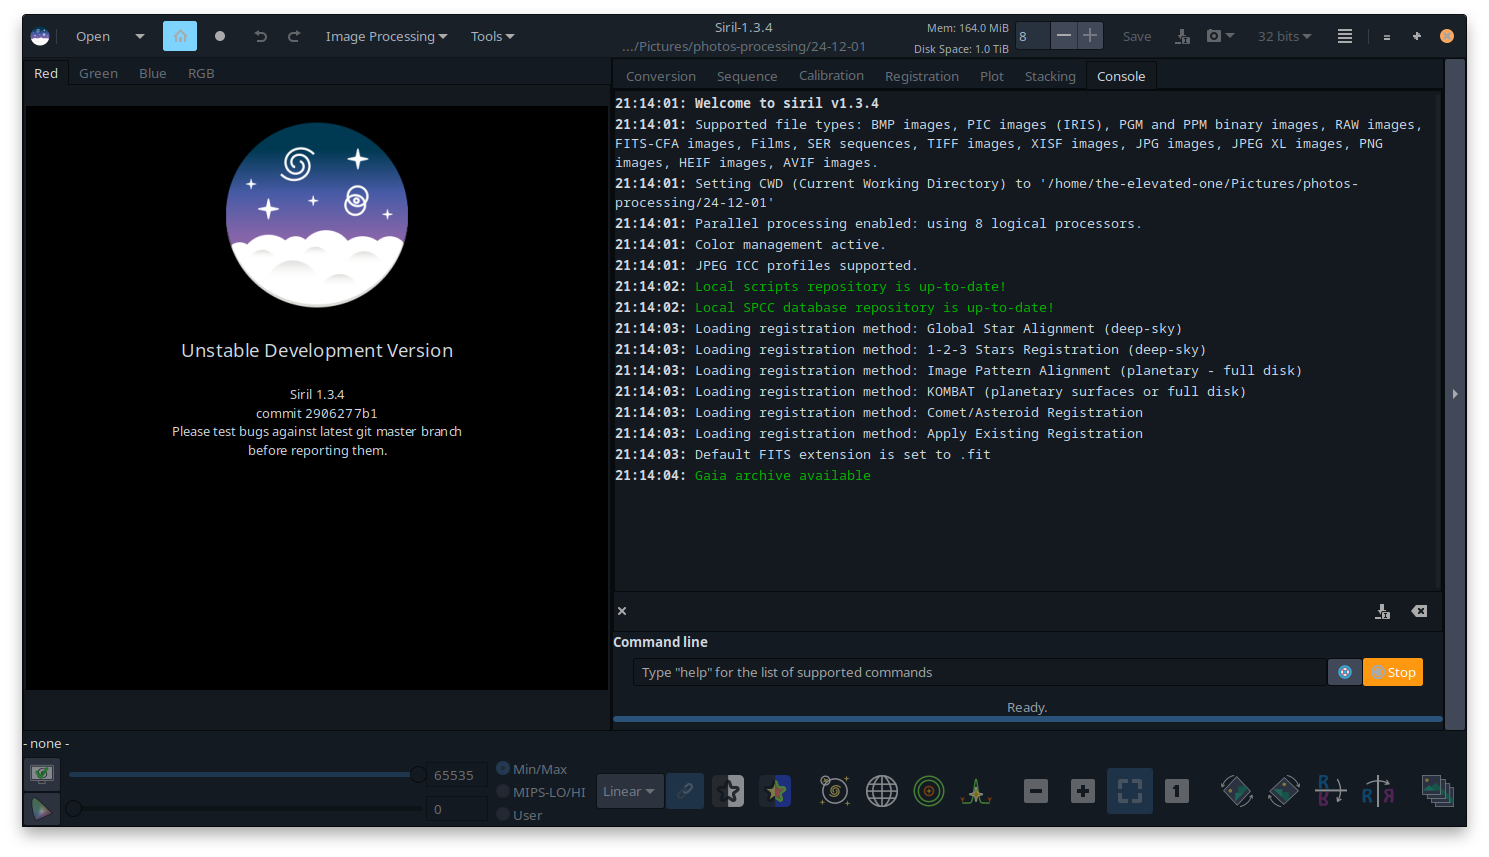 Open
Image Processing
Tools
Siril-1.3.4
.../Pictures/photos-processing/24-12-01
Mem: 164.0 MiB
Disk Space: 1.0 TiB
8
Save
32 bits
Red
Green
Blue
RGB
Unstable Development Version
Siril 1.3.4
commit 2906277b1
Please test bugs against latest git master branch
before reporting them.
Conversion
Sequence
Calibration
Registration
Plot
Stacking
Console
21:14:01: Welcome to siril v1.3.4
21:14:01: Supported file types: BMP images, PIC images (IRIS), PGM and PPM binary images, RAW images,
FITS-CFA images, Films, SER sequences, TIFF images, XISF images, JPG images, JPEG XL images, PNG
images, HEIF images, AVIF images.
21:14:01: Setting CWD (Current Working Directory) to '/home/the-elevated-one/Pictures/photos-
processing/24-12-01'
21:14:01: Parallel processing enabled: using 8 logical processors.
21:14:01: Color management active.
21:14:01: JPEG ICC profiles supported.
21:14:02: Local scripts repository is up-to-date!
21:14:02: Local SPCC database repository is up-to-date!
21:14:03: Loading registration method: Global Star Alignment (deep-sky)
21:14:03: Loading registration method: 1-2-3 Stars Registration (deep-sky)
21:14:03: Loading registration method: Image Pattern Alignment (planetary - full disk)
21:14:03: Loading registration method: KOMBAT (planetary surfaces or full disk)
21:14:03: Loading registration method: Comet/Asteroid Registration
21:14:03: Loading registration method: Apply Existing Registration
21:14:03: Default FITS extension is set to .fit
21:14:04: Gaia archive available
Command line
Type "help" for the list of supported commands
Stop
Ready.
- none -
65535
0
Min/Max
MIPS-LO/HI
User
Linear
1
R
R
R
R